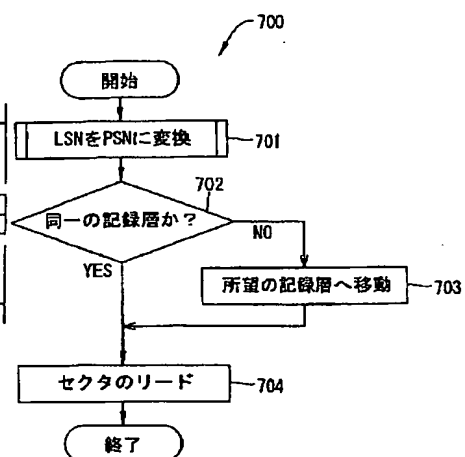 700
開始
LSNをPSNに変換
701
702
同一の記録層か？
NO
YES
所望の記録層へ移動
703
セクタのリード
704
終了